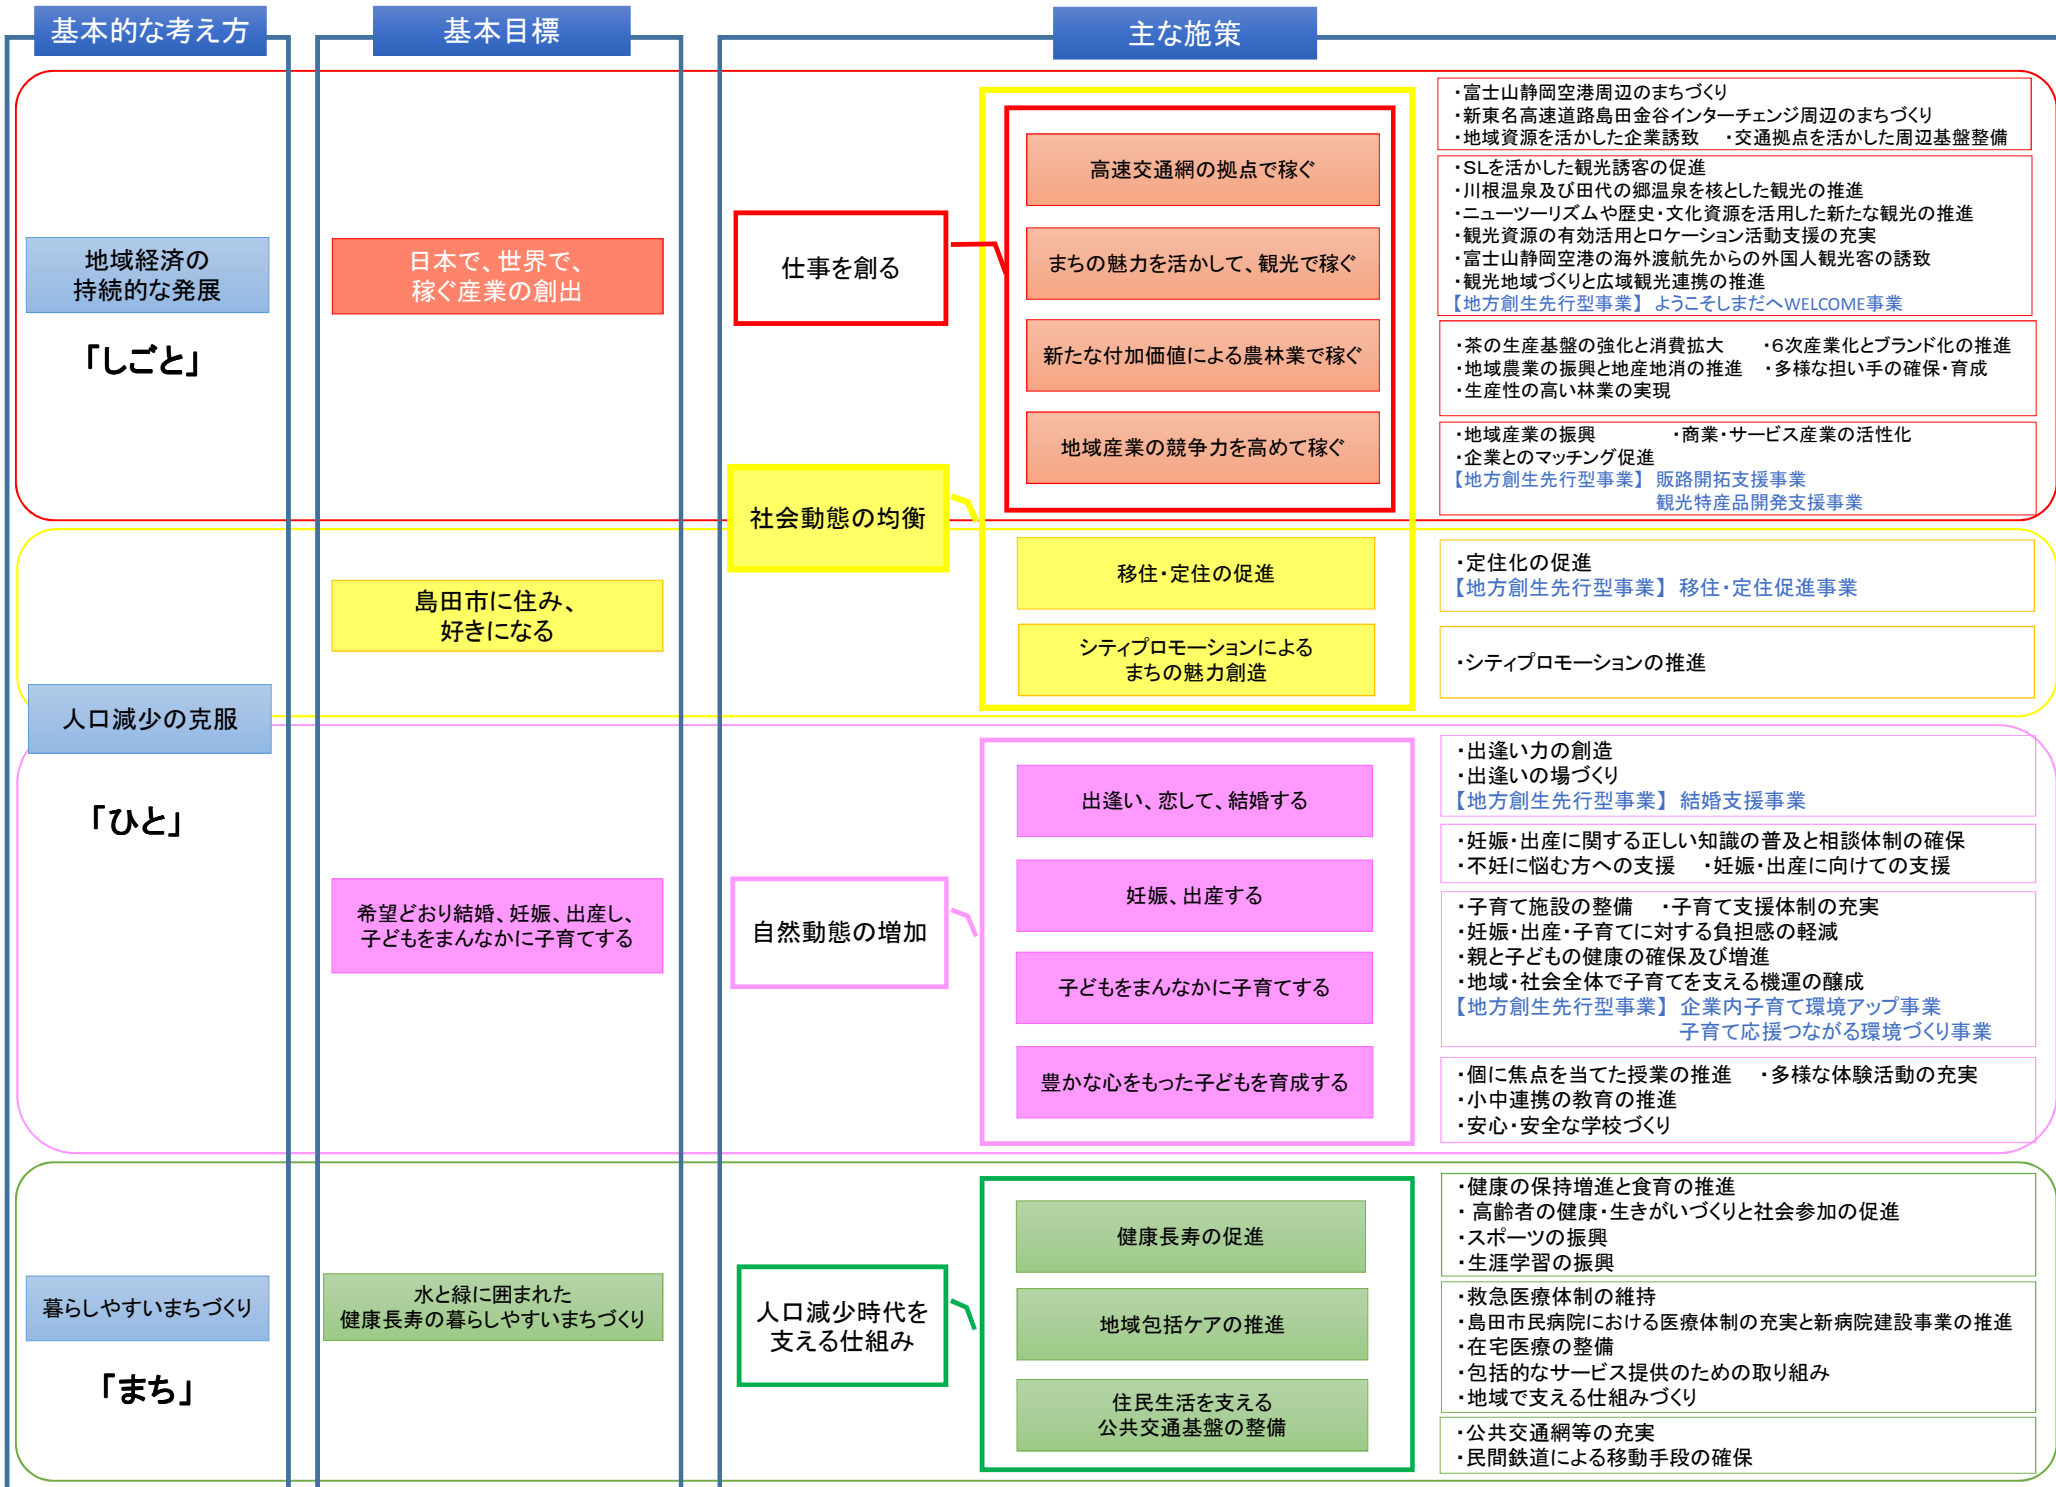 基本的な考え方
基本目標
主な施策
地域経済の
持続的な発展
「しごと」
日本で、世界で、
稼ぐ産業の創出
仕事を創る
高速交通網の拠点で稼ぐ
・富士山静岡空港周辺のまちづくり
・新東名高速道路島田金谷インターチェンジ周辺のまちづくり
・地域資源を活かした企業誘致　・交通拠点を活かした周辺基盤整備
まちの魅力を活かして、観光で稼ぐ
・SLを活かした観光誘客の促進
・川根温泉及び田代の郷温泉を核とした観光の推進
・ニューツーリズムや歴史・文化資源を活用した新たな観光の推進
・観光資源の有効活用とロケーション活動支援の充実
・富士山静岡空港の海外渡航先からの外国人観光客の誘致
・観光地域づくりと広域観光連携の推進
【地方創生先行型事業】 ようこそしまだへWELCOME事業
新たな付加価値による農林業で稼ぐ
・茶の生産基盤の強化と消費拡大　・6次産業化とブランド化の推進
・地域農業の振興と地産地消の推進　・多様な担い手の確保・育成
・生産性の高い林業の実現
地域産業の競争力を高めて稼ぐ
・地域産業の振興　・商業・サービス産業の活性化
・企業とのマッチング促進
【地方創生先行型事業】 販路開拓支援事業
観光特産品開発支援事業
社会動態の均衡
人口減少の克服
「ひと」
島田市に住み、
好きになる
移住・定住の促進
・定住化の促進
【地方創生先行型事業】 移住・定住促進事業
シティプロモーションによる
まちの魅力創造
・シティプロモーションの推進
希望どおり結婚、妊娠、出産し、
子どもをまんなかに子育てする
自然動態の増加
出逢い、恋して、結婚する
・出逢い力の創造
・出逢いの場づくり
【地方創生先行型事業】 結婚支援事業
妊娠、出産する
・妊娠・出産に関する正しい知識の普及と相談体制の確保
・不妊に悩む方への支援　・妊娠・出産に向けての支援
子どもをまんなかに子育てする
・子育て施設の整備　・子育て支援体制の充実
・妊娠・出産・子育てに対する負担感の軽減
・親と子どもの健康の確保及び増進
・地域・社会全体で子育てを支える機運の醸成
【地方創生先行型事業】 企業内子育て環境アップ事業
子育て応援つながる環境づくり事業
豊かな心をもった子どもを育成する
・個に焦点を当てた授業の推進　・多様な体験活動の充実
・小中連携の教育の推進
・安心・安全な学校づくり
暮らしやすいまちづくり
「まち」
水と緑に囲まれた
健康長寿の暮らしやすいまちづくり
人口減少時代を
支える仕組み
健康長寿の促進
・健康の保持増進と食育の推進
・ 高齢者の健康・生きがいづくりと社会参加の促進
・スポーツの振興
・生涯学習の振興
地域包括ケアの推進
・救急医療体制の維持
・島田市民病院における医療体制の充実と新病院建設事業の推進
・在宅医療の整備
・包括的なサービス提供のための取り組み
・地域で支える仕組みづくり
住民生活を支える
公共交通基盤の整備
・公共交通網等の充実
・民間鉄道による移動手段の確保